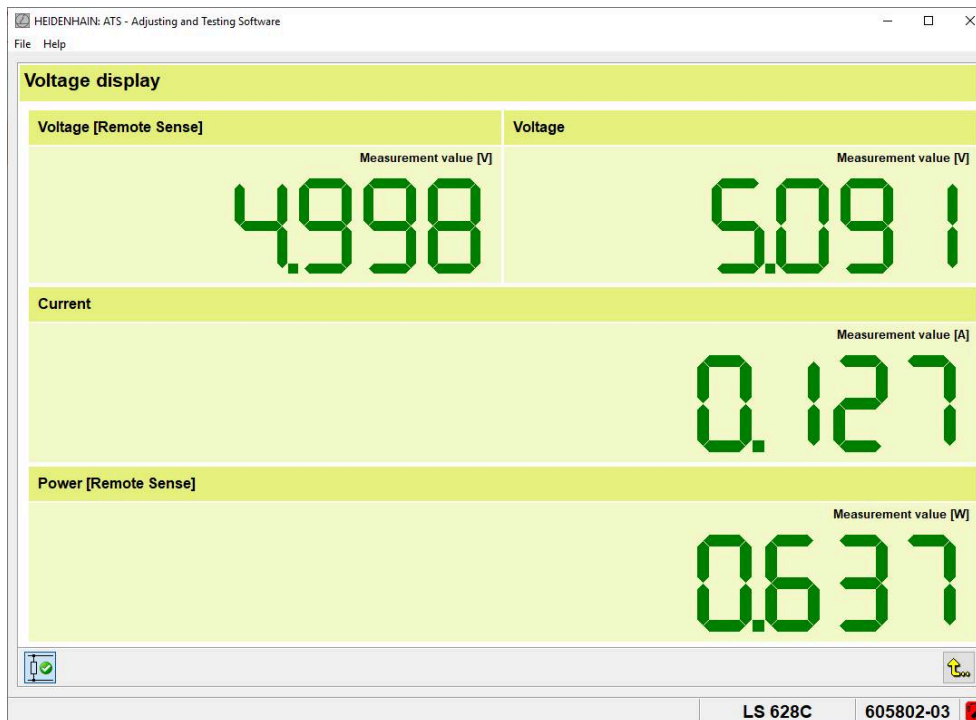 HEIDENHAIN: ATS - Adjusting and Testing Software
File Help
Voltage display
Voltage [Remote Sense] Voltage
Measurement value [V] Measurement value [V]
4.998 5.091
Current
Measurement value [A]
0.127
Power [Remote Sense]
Measurement value [W]
0.637
LS 628C 605802-03